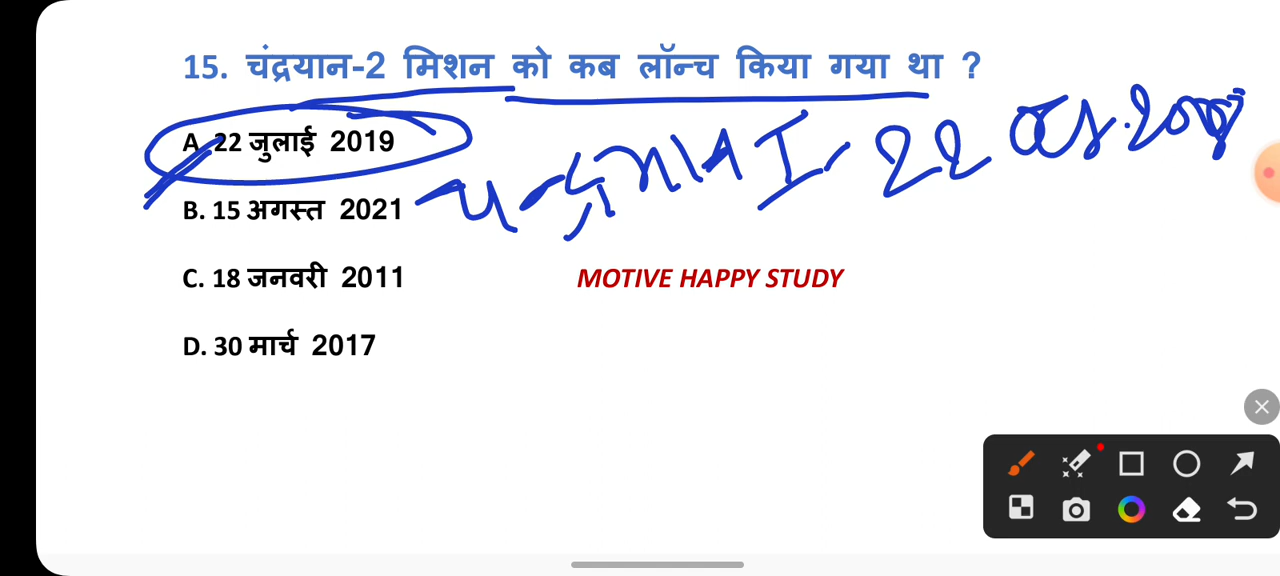 15. चंद्रयान-2 मिशन को कब लॉन्च किया गया था ?
A. 22 जुलाई 2019
B. 15 अगस्त 2021
C. 18 जनवरी 2011
D. 30 मार्च 2017
I - 22
MOTIVE HAPPY STUDY